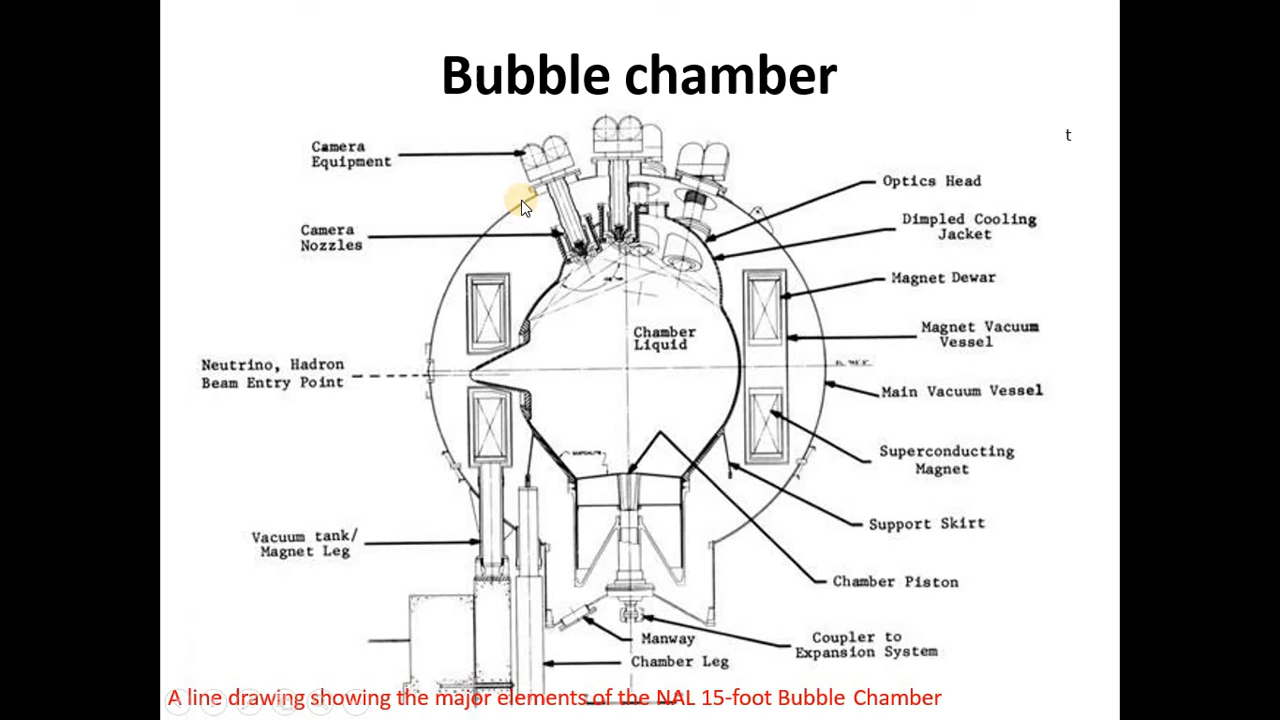 Bubble chamber
t
Camera
Equipment
Optics Head
Dimpled Cooling
Jacket
Camera
Nozzles
Magnet Dewar
Magnet Vacuum
Vessel
Chamber
Liquid
Neutrino, Hadron
Beam Entry Point
Main Vacuum Vessel
Superconducting
Magnet
Support Skirt
Vacuum tank/
Magnet Leg
Chamber Piston
Manway
Coupler to
Expansion System
Chamber Leg
A line drawing showing the major elements of the NAL 15-foot Bubble Chamber